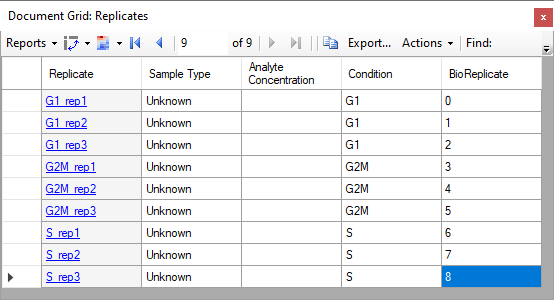 Document Grid: Replicates
Reports 9 of 9 Export... Actions Find:
Replicate Sample Type Analyte Concentration Condition BioReplicate
G1_rep1 Unknown G1 0
G1_rep2 Unknown G1 1
G1_rep3 Unknown G1 2
G2M_rep1 Unknown G2M 3
G2M_rep2 Unknown G2M 4
G2M_rep3 Unknown G2M 5
S_rep1 Unknown S 6
S_rep2 Unknown S 7
S_rep3 Unknown S 8